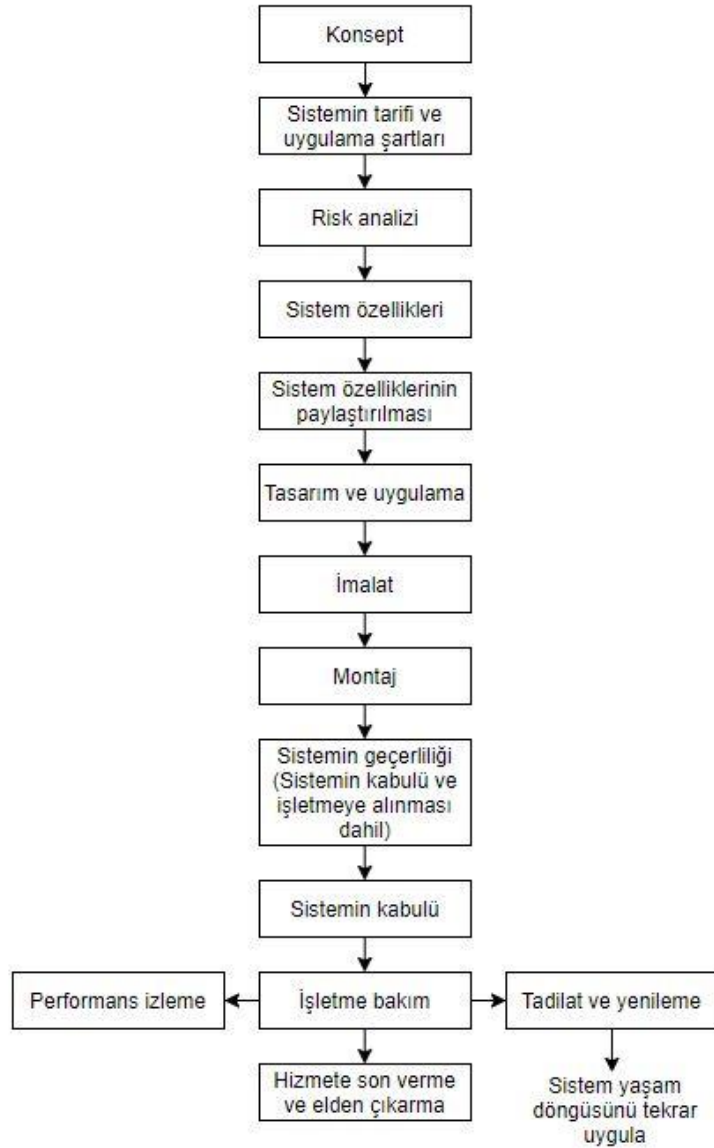 Konsept
Sistemin tarifi ve
uygulama şartları
Risk analizi
Sistem özellikleri
Sistem özelliklerinin
paylaştırılması
Tasarım ve uygulama
İmalat
Montaj
Sistemin geçerliliği
(Sistemin kabulü ve
işletmeye alınması
dahil)
Sistemin kabulü
Performans izleme
İşletme bakım
Tadilat ve yenileme
Hizmete son verme
ve elden çıkarma
Sistem yaşam
döngüsünü tekrar
uygula